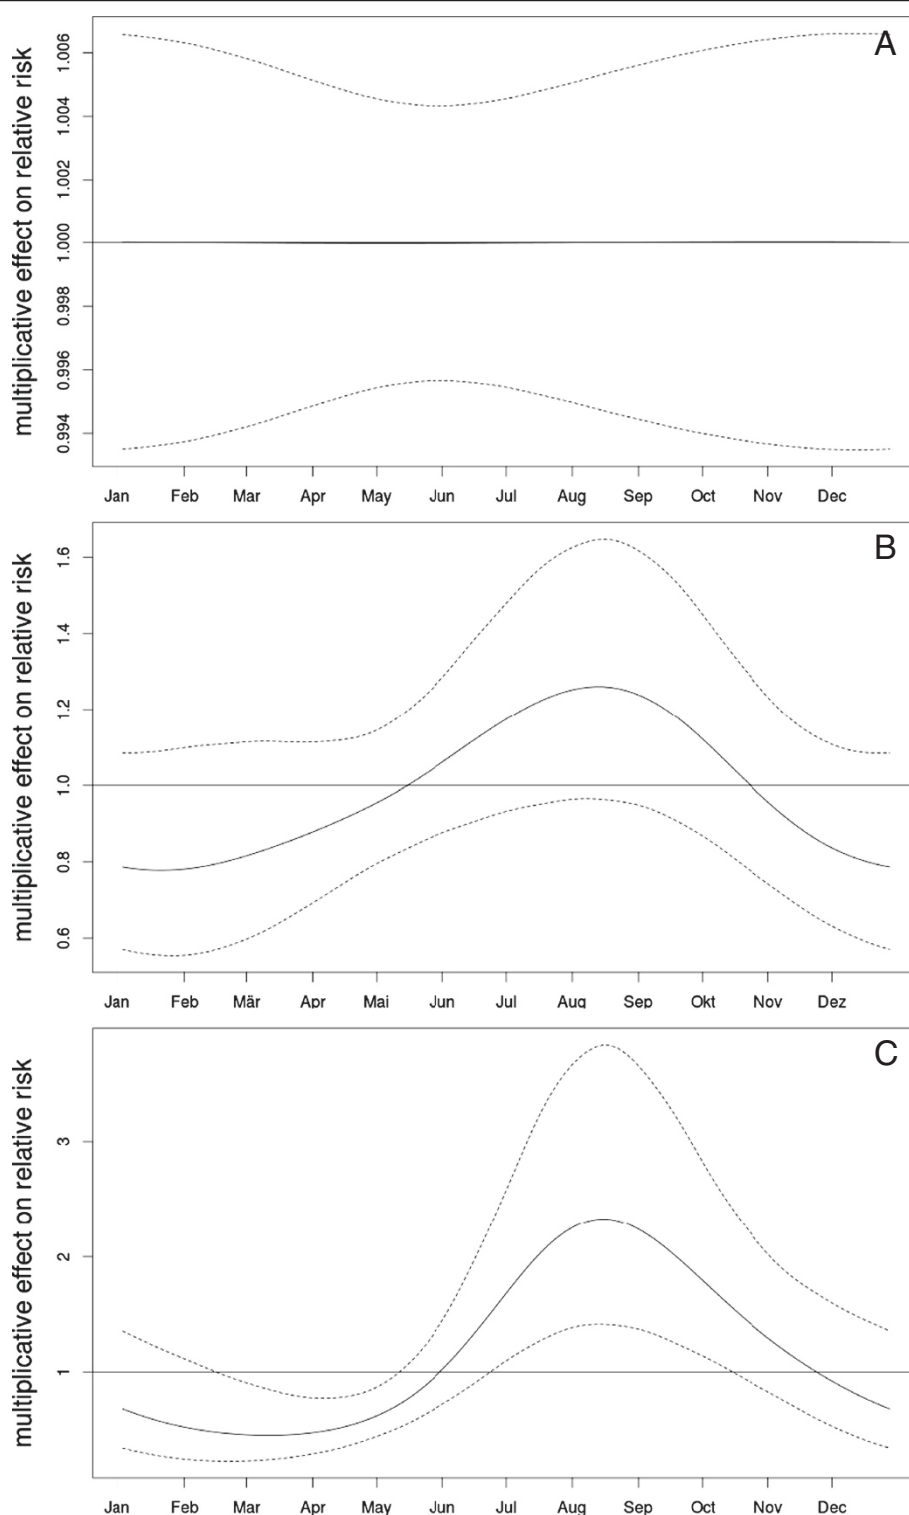 A
multiplicative effect on relative risk
1.006
1.004
1.002
1.000
0.998
0.996
0.994
Jan Feb Mar Apr May Jun Jul Aug Sep Oct Nov Dec
B
multiplicative effect on relative risk
1.6
1.4
1.2
1.0
0.8
0.6
Jan Feb Mär Apr Mai Jun Jul Aug Sep Okt Nov Dez
C
multiplicative effect on relative risk
3
2
1
Jan Feb Mar Apr May Jun Jul Aug Sep Oct Nov Dec